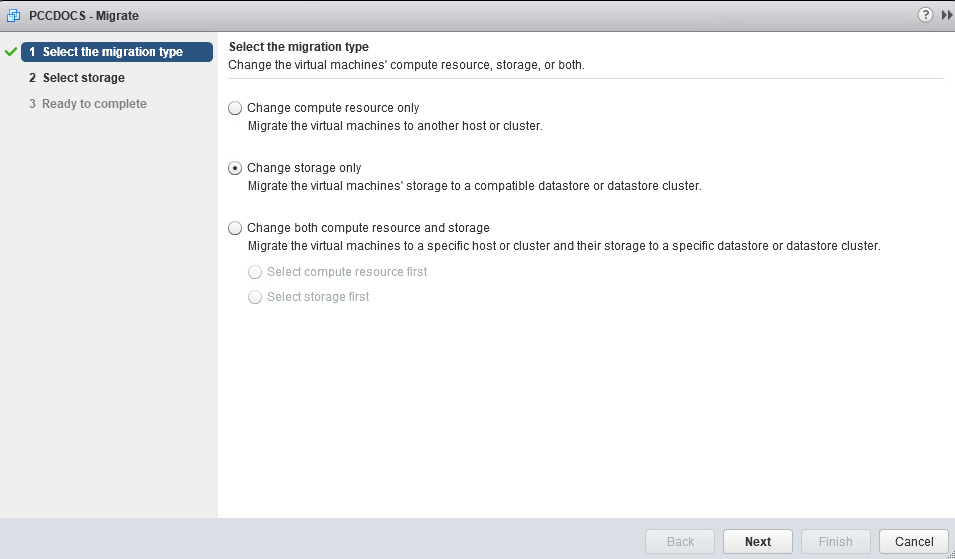 PCCDOCS - Migrate
?
1 Select the migration type
2 Select storage
3 Ready to complete
Select the migration type
Change the virtual machines' compute resource, storage, or both.
Change compute resource only
Migrate the virtual machines to another host or cluster.
Change storage only
Migrate the virtual machines' storage to a compatible datastore or datastore cluster.
Change both compute resource and storage
Migrate the virtual machines to a specific host or cluster and their storage to a specific datastore or datastore cluster.
Select compute resource first
Select storage first
Back
Next
Finish
Cancel